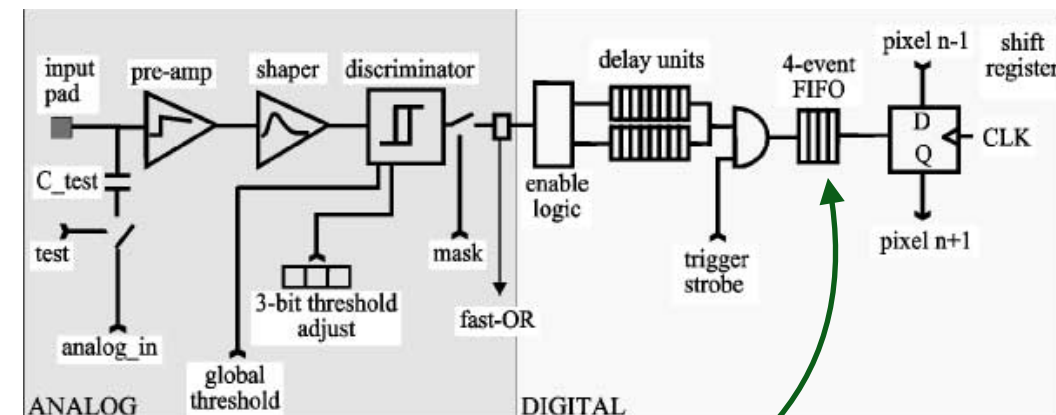 input
pad
pre-amp
shaper
discriminator
C_test
test
analog_in
global
threshold
3-bit threshold
adjust
mask
fast-OR
ANALOG
enable
logic
delay units
trigger
strobe
4-event
FIFO
pixel n-1
shift
register
D
Q
CLK
pixel n+1
DIGITAL